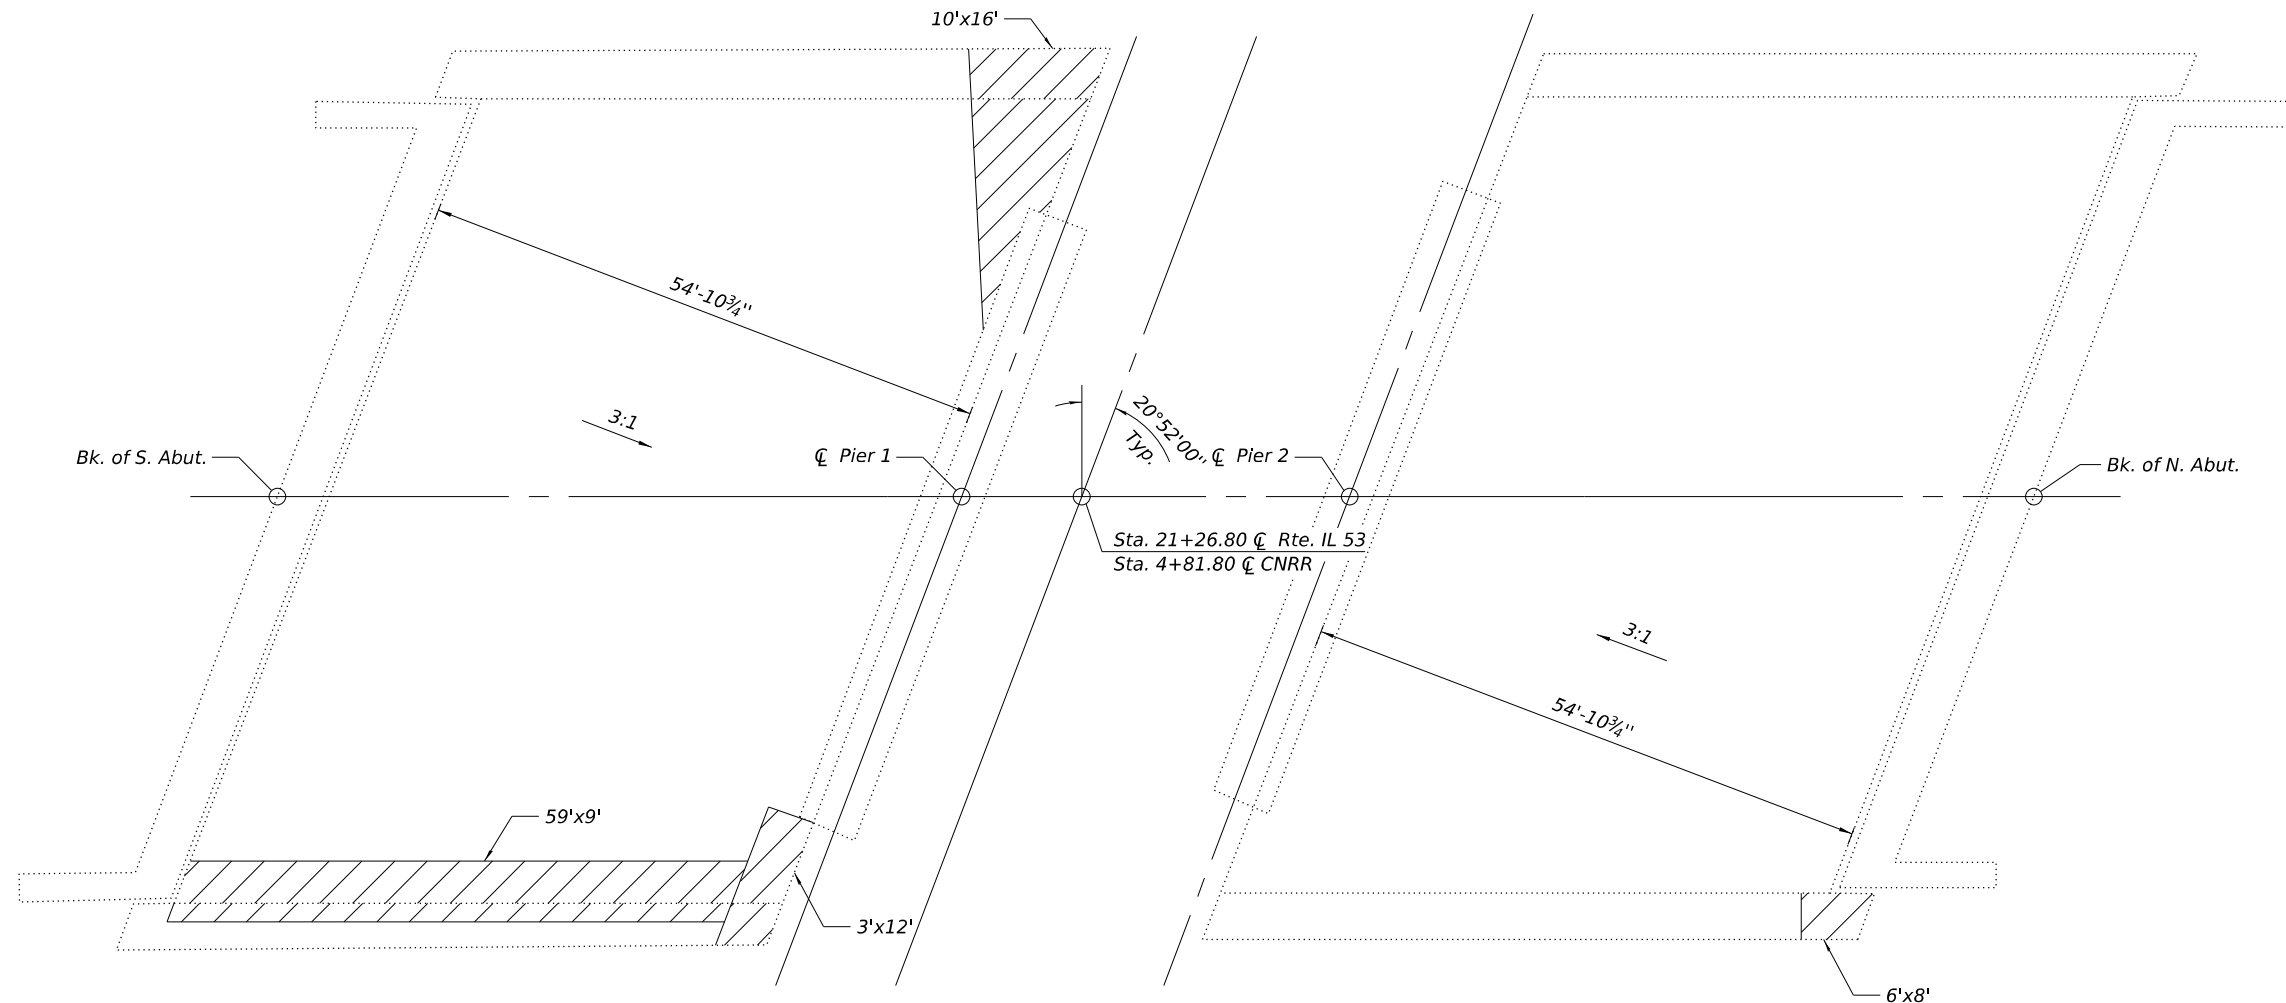 10'x16'
54'-10¾''
3:1
Bk. of S. Abut.
℄ Pier 1
20°52'00''
Typ.
℄ Pier 2
Bk. of N. Abut.
Sta. 21+26.80 ℄ Rte. IL 53
Sta. 4+81.80 ℄ CNRR
3:1
54'-10¾''
59'x9'
3'x12'
6'x8'